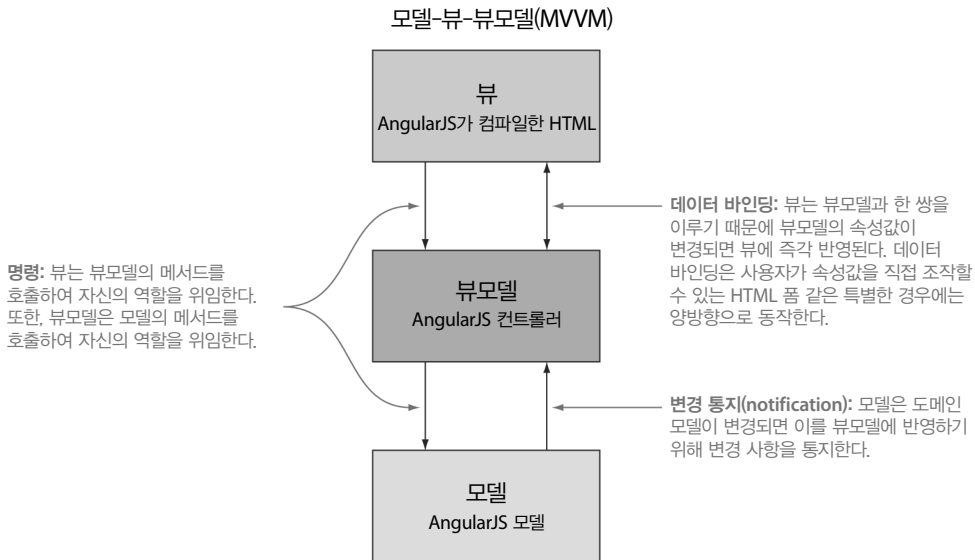 모델-뷰-뷰모델(MVVM)
뷰
AngularJS가 컴파일한 HTML
데이터 바인딩: 뷰는 뷰모델과 한 쌍을
이루기 때문에 뷰모델의 속성값이
변경되면 뷰에 즉각 반영된다. 데이터
바인딩은 사용자가 속성값을 직접 조작할
수 있는 HTML 폼 같은 특별한 경우에는
양방향으로 동작한다.
명령: 뷰는 뷰모델의 메서드를
호출하여 자신의 역할을 위임한다.
또한, 뷰모델은 모델의 메서드를
호출하여 자신의 역할을 위임한다.
뷰모델
AngularJS 컨트롤러
변경 통지(notification): 모델은 도메인
모델이 변경되면 이를 뷰모델에 반영하기
위해 변경 사항을 통지한다.
모델
AngularJS 모델